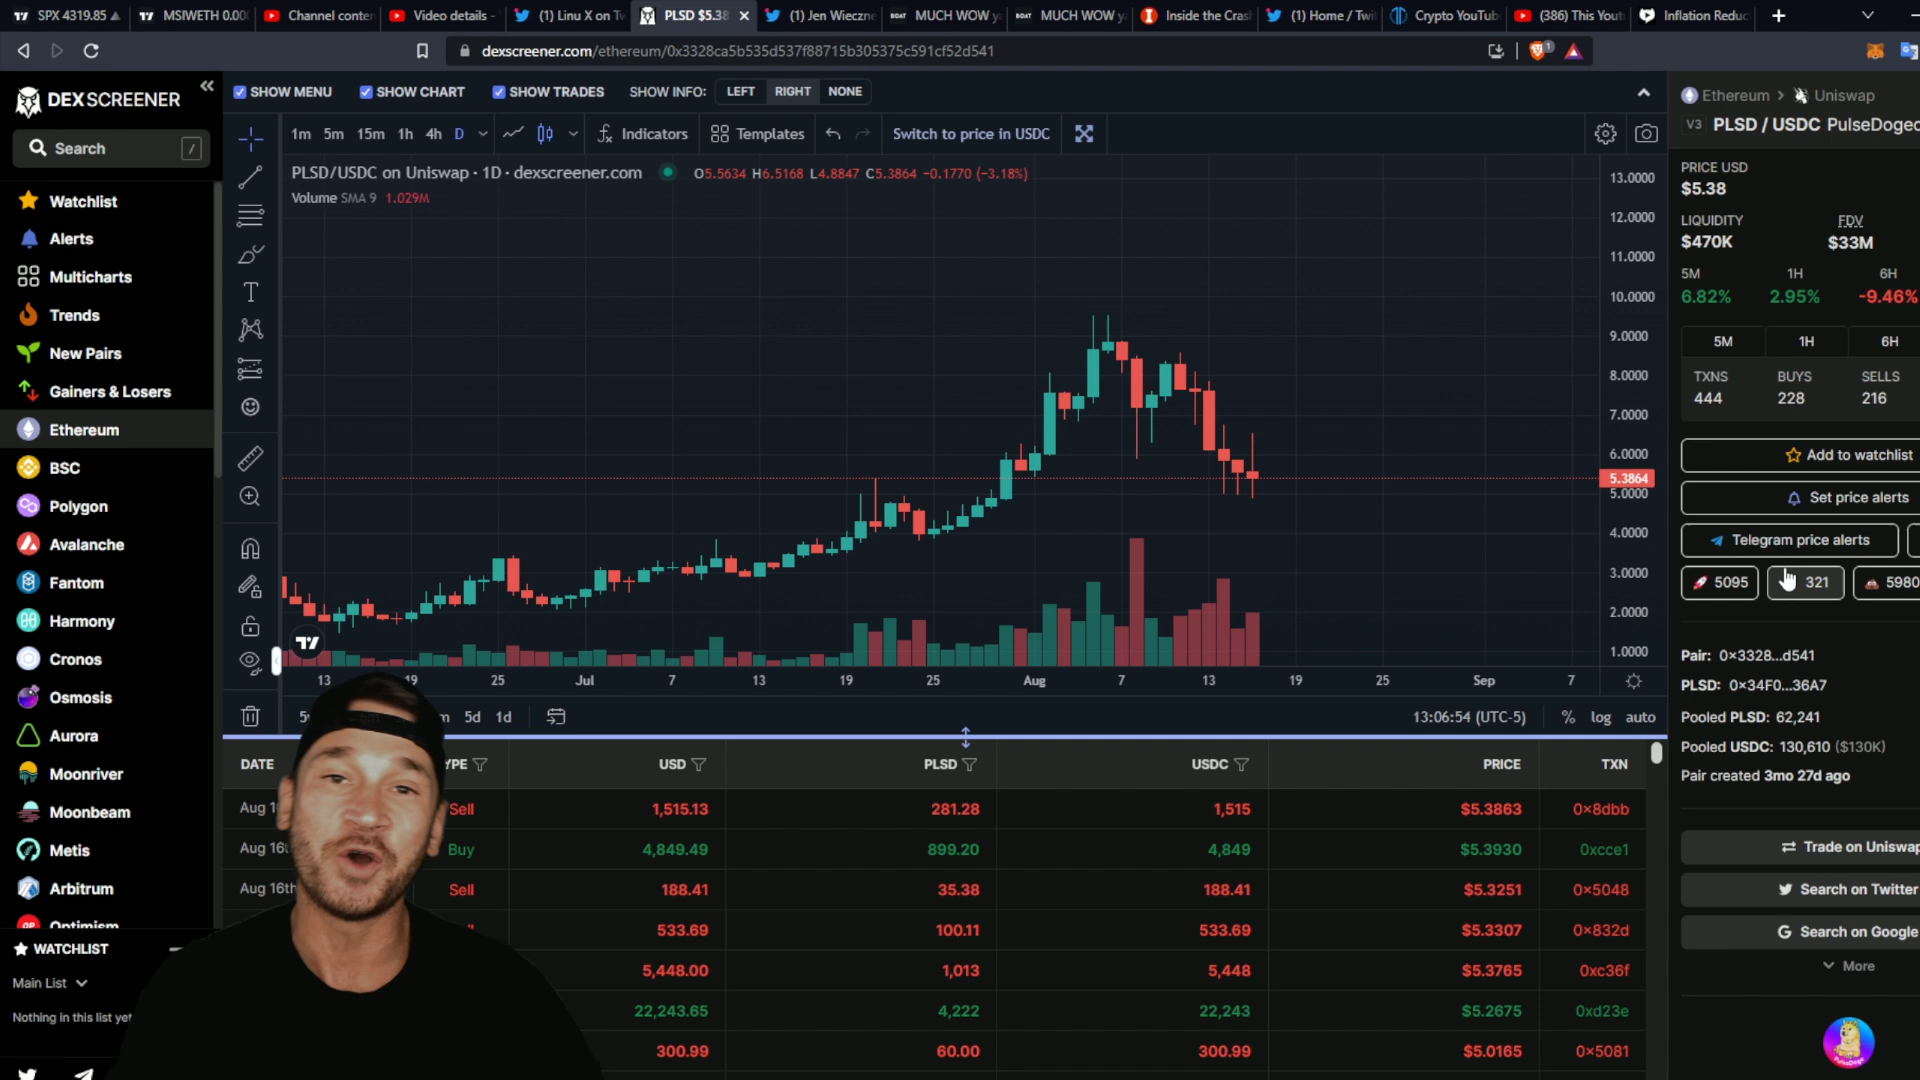 SPX 4319.85
MSIWETH 0.00
Channel conten
Video details -
(1) Linu X on Tw
PLSD $5.38
(1) Jen Wieczne
BOAT MUCH WOW y
BOAT MUCH WOW y
Inside the Cras
(1) Home / Twi
Crypto YouTub
(386) This Yout
Inflation Reduc
dexscreener.com/ethereum/0x3328ca5b535d537f88715b305375c591cf52d541
DEX SCREENER
Search /
Watchlist
Alerts
Multicharts
Trends
New Pairs
Gainers & Losers
Ethereum
BSC
Polygon
Avalanche
Fantom
Harmony
Cronos
Osmosis
Aurora
Moonriver
Moonbeam
Metis
Arbitrum
Optimism
WATCHLIST
Main List
Nothing in this list yet
SHOW MENU SHOW CHART SHOW TRADES SHOW INFO: LEFT RIGHT NONE
1m 5m 15m 1h 4h D Indicators Templates Switch to price in USDC
PLSD/USDC on Uniswap · 1D · dexscreener.com O5.5634 H6.5168 L4.8847 C5.3864 -0.1770 (-3.18%)
Volume SMA 9 1.029M
13.0000
12.0000
11.0000
10.0000
9.0000
8.0000
7.0000
6.0000
5.3864
5.0000
4.0000
3.0000
2.0000
1.0000
13 19 25 Jul 7 13 19 25 Aug 7 13 19 25 Sep 7
5d 1d 13:06:54 (UTC-5) % log auto
DATE YPE USD PLSD USDC PRICE TXN
Aug 1 Sell 1,515.13 281.28 1,515 $5.3863 0x8dbb
Aug 16t Buy 4,849.49 899.20 4,849 $5.3930 0xcce1
Aug 16th Sell 188.41 35.38 188.41 $5.3251 0x5048
533.69 100.11 533.69 $5.3307 0x832d
5,448.00 1,013 5,448 $5.3765 0xc36f
22,243.65 4,222 22,243 $5.2675 0xd23e
300.99 60.00 300.99 $5.0165 0x5081
Ethereum > Uniswap
V3 PLSD / USDC PulseDoged
PRICE USD
$5.38
LIQUIDITY FDV
$470K $33M
5M 1H 6H
6.82% 2.95% -9.46%
5M 1H 6H
TXNS BUYS SELLS
444 228 216
Add to watchlist
Set price alerts
Telegram price alerts
5095 321 5980
Pair: 0x3328...d541
PLSD: 0x34F0...36A7
Pooled PLSD: 62,241
Pooled USDC: 130,610 ($130K)
Pair created 3mo 27d ago
Trade on Uniswap
Search on Twitter
Search on Google
More